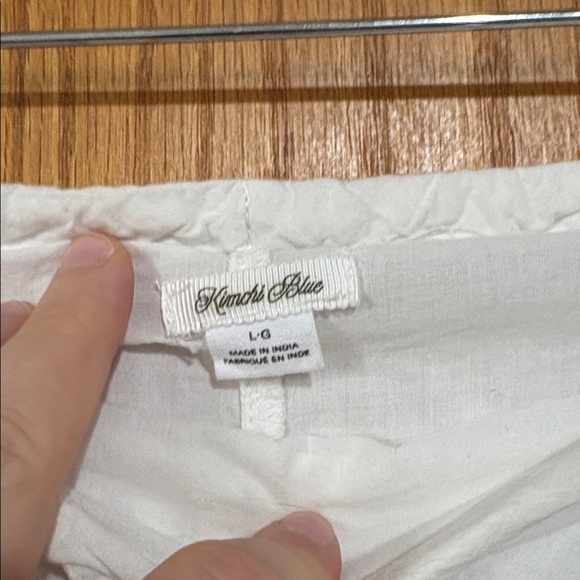 Kimchi Blue
L·G
MADE IN INDIA
FABRIQUÉ EN INDE